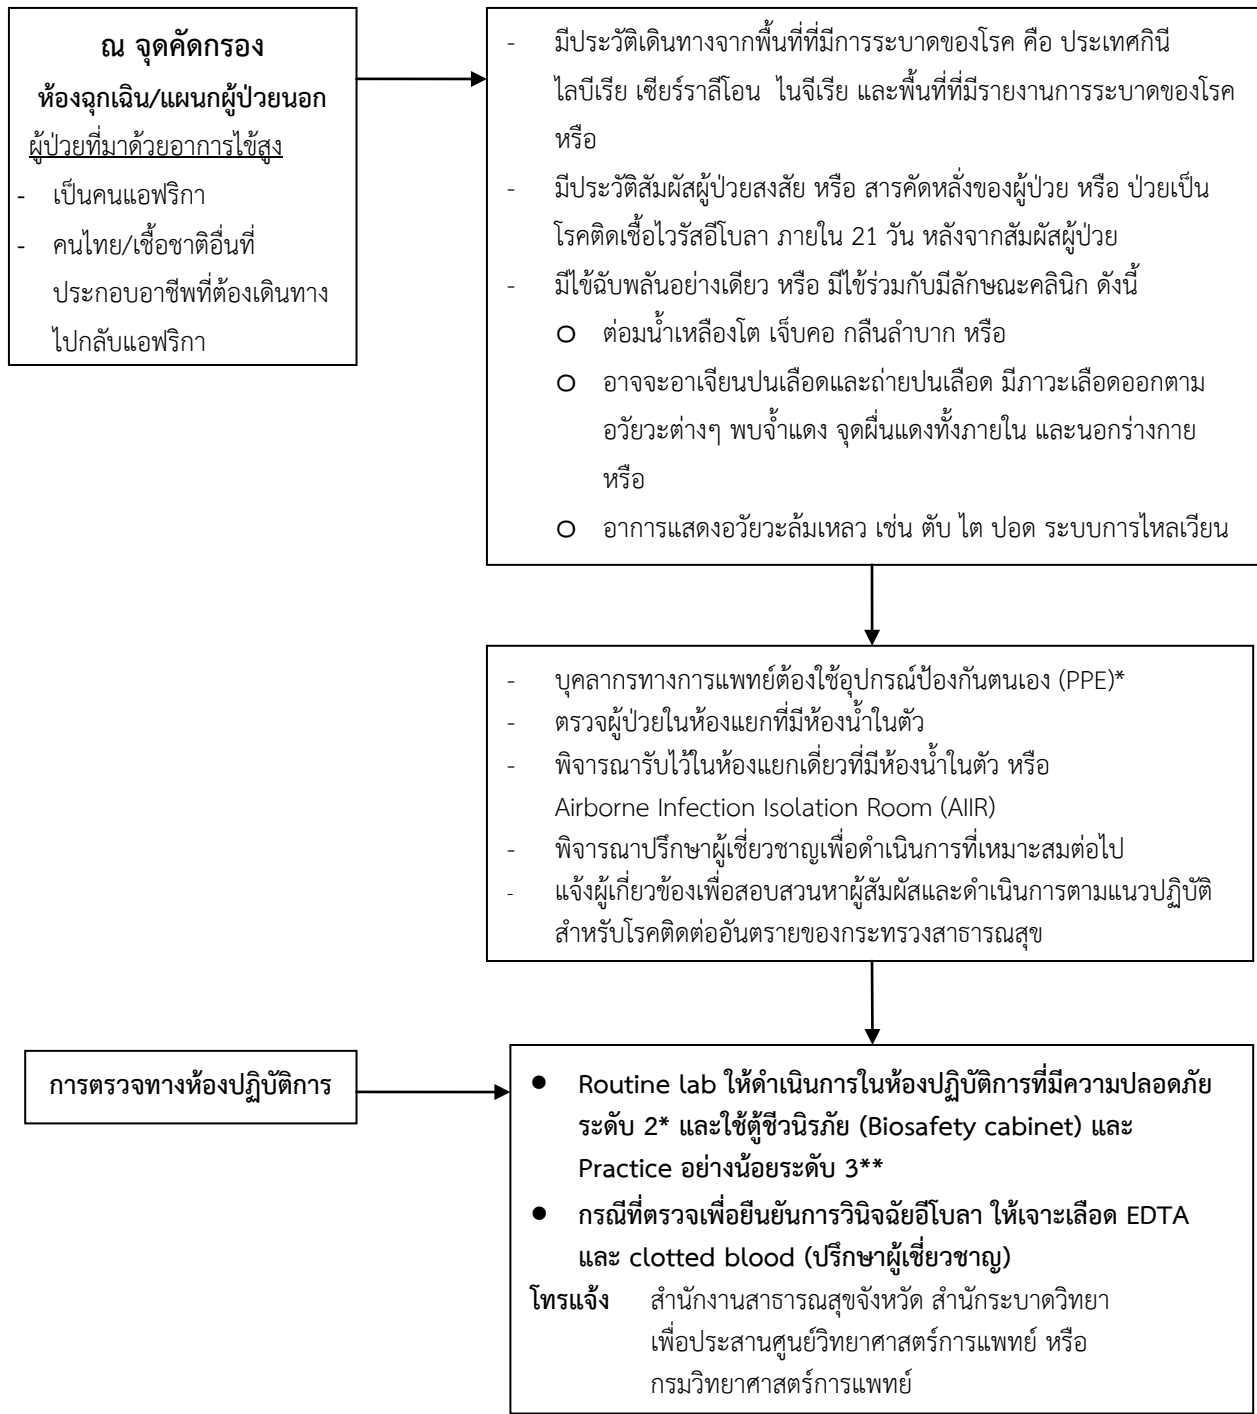 ณ จุดคัดกรอง
ห้องฉุกเฉิน/แผนกผู้ป่วยนอก
ผู้ป่วยที่มาด้วยอาการไข้สูง
- เป็นคนแอฟริกา
- คนไทย/เชื้อชาติอื่นที่
ประกอบอาชีพที่ต้องเดินทาง
ไปกลับแอฟริกา
- มีประวัติเดินทางจากพื้นที่ที่มีการระบาดของโรค คือ ประเทศกินี
ไลบีเรีย เซียร์ราลีโอน ไนจีเรีย และพื้นที่ที่มีรายงานการระบาดของโรค
หรือ
- มีประวัติสัมผัสผู้ป่วยสงสัย หรือ สารคัดหลั่งของผู้ป่วย หรือ ป่วยเป็น
โรคติดเชื้อไวรัสอีโบลา ภายใน 21 วัน หลังจากสัมผัสผู้ป่วย
- มีไข้ฉับพลันอย่างเดียว หรือ มีไข้ร่วมกับมีลักษณะคลินิก ดังนี้
o ต่อมน้ำเหลืองโต เจ็บคอ กลืนลำบาก หรือ
o อาจจะอาเจียนปนเลือดและถ่ายปนเลือด มีภาวะเลือดออกตาม
อวัยวะต่างๆ พบจ้ำแดง จุดผื่นแดงทั้งภายใน และนอกร่างกาย
หรือ
o อาการแสดงอวัยวะล้มเหลว เช่น ตับ ไต ปอด ระบบการไหลเวียน
- บุคลากรทางการแพทย์ต้องใช้อุปกรณ์ป้องกันตนเอง (PPE)*
- ตรวจผู้ป่วยในห้องแยกที่มีห้องน้ำในตัว
- พิจารณารับไว้ในห้องแยกเดี่ยวที่มีห้องน้ำในตัว หรือ
Airborne Infection Isolation Room (AIIR)
- พิจารณาปรึกษาผู้เชี่ยวชาญเพื่อดำเนินการที่เหมาะสมต่อไป
- แจ้งผู้เกี่ยวข้องเพื่อสอบสวนหาผู้สัมผัสและดำเนินการตามแนวปฏิบัติ
สำหรับโรคติดต่ออันตรายของกระทรวงสาธารณสุข
การตรวจทางห้องปฏิบัติการ
● Routine lab ให้ดำเนินการในห้องปฏิบัติการที่มีความปลอดภัย
ระดับ 2* และใช้ตู้ชีวนิรภัย (Biosafety cabinet) และ
Practice อย่างน้อยระดับ 3**
● กรณีที่ตรวจเพื่อยืนยันการวินิจฉัยอีโบลา ให้เจาะเลือด EDTA
และ clotted blood (ปรึกษาผู้เชี่ยวชาญ)
โทรแจ้ง สำนักงานสาธารณสุขจังหวัด สำนักระบาดวิทยา
เพื่อประสานศูนย์วิทยาศาสตร์การแพทย์ หรือ
กรมวิทยาศาสตร์การแพทย์